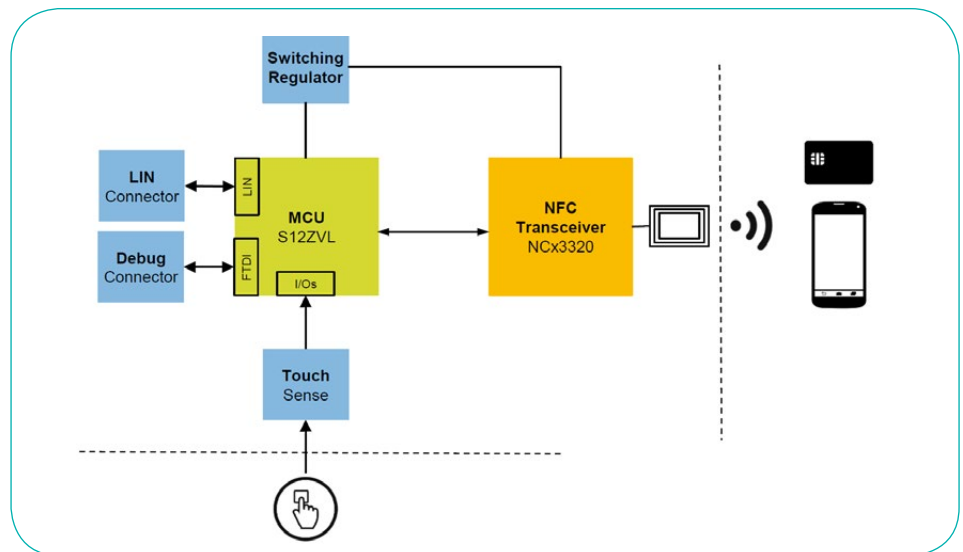 Switching
Regulator
LIN
Connector
LIN
MCU
S12ZVL
NFC
Transceiver
NCx3320
Debug
Connector
FTDI
I/Os
Touch
Sense